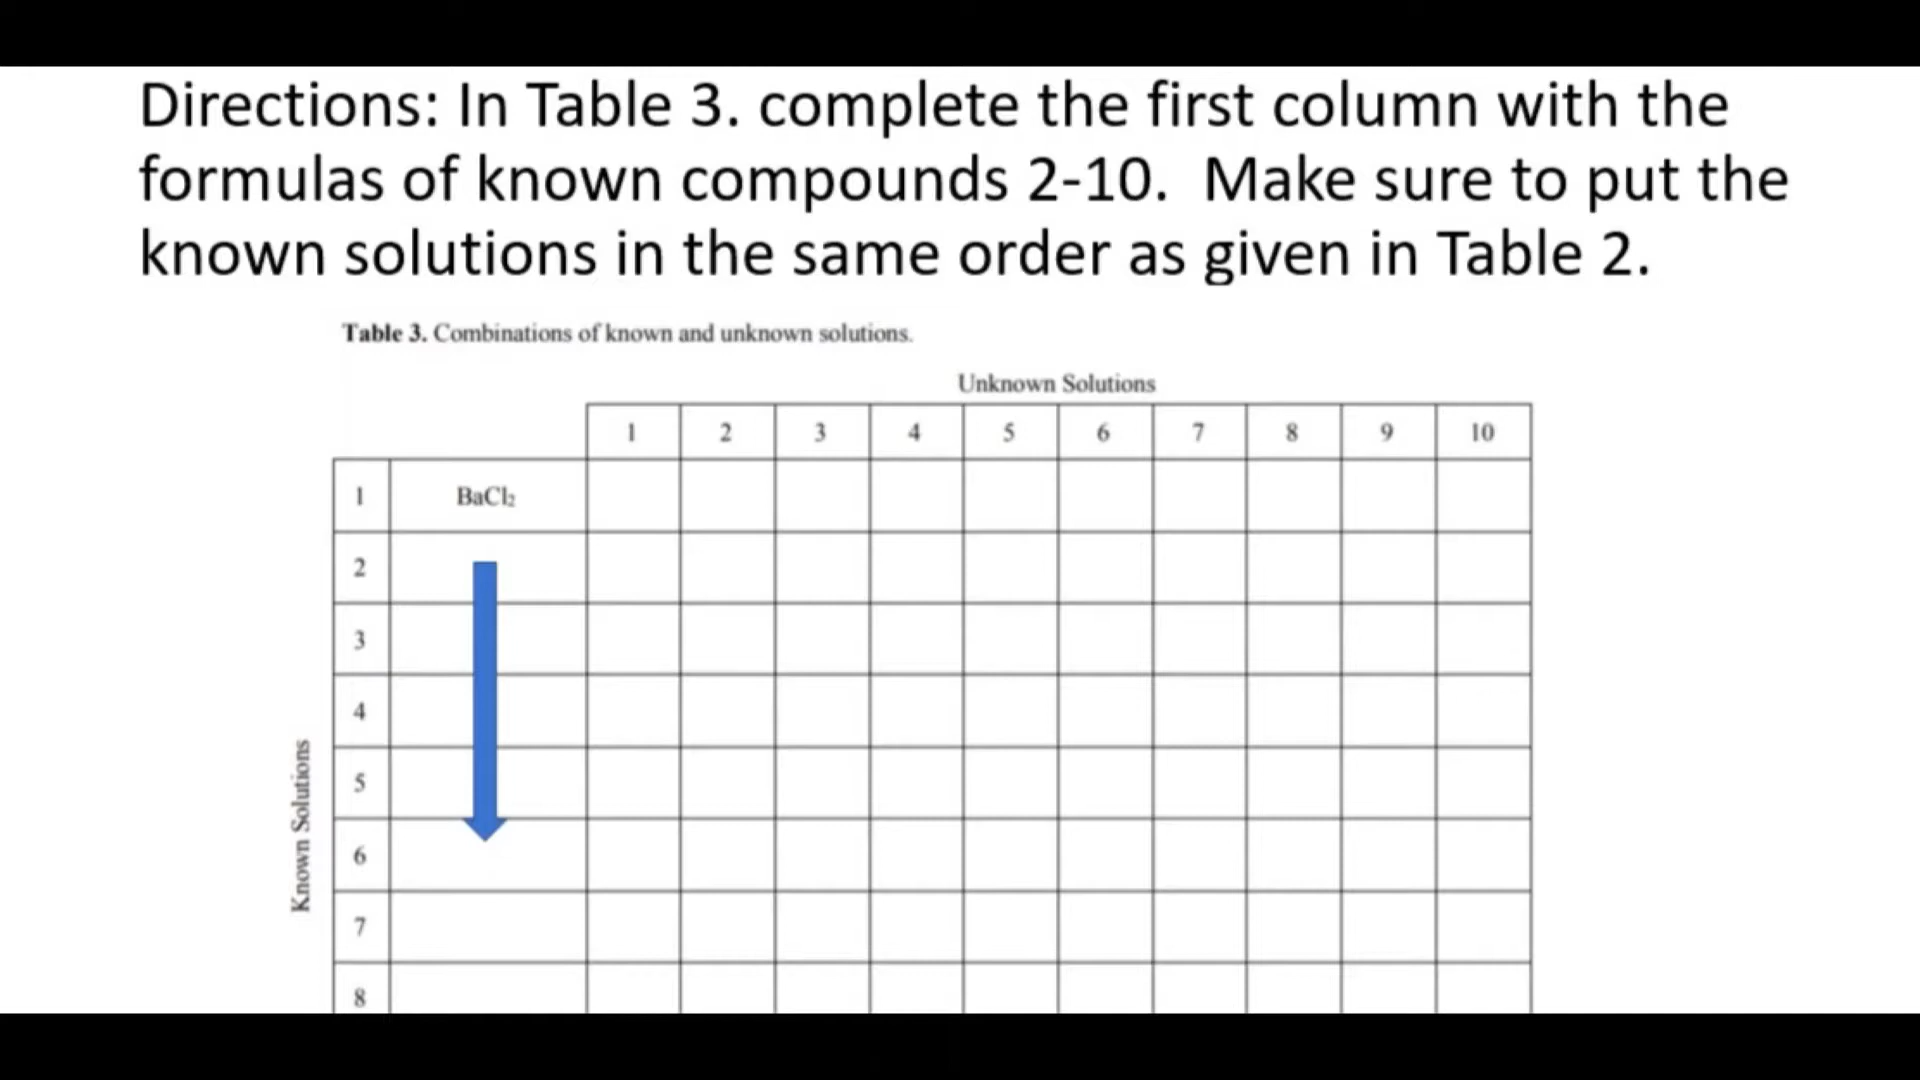 Directions: In Table 3. complete the first column with the
formulas of known compounds 2-10. Make sure to put the
known solutions in the same order as given in Table 2.
Table 3. Combinations of known and unknown solutions.
Unknown Solutions
1 2 3 4 5 6 7 8 9 10
Known Solutions
1 BaCl₂
2
3
4
5
6
7
8